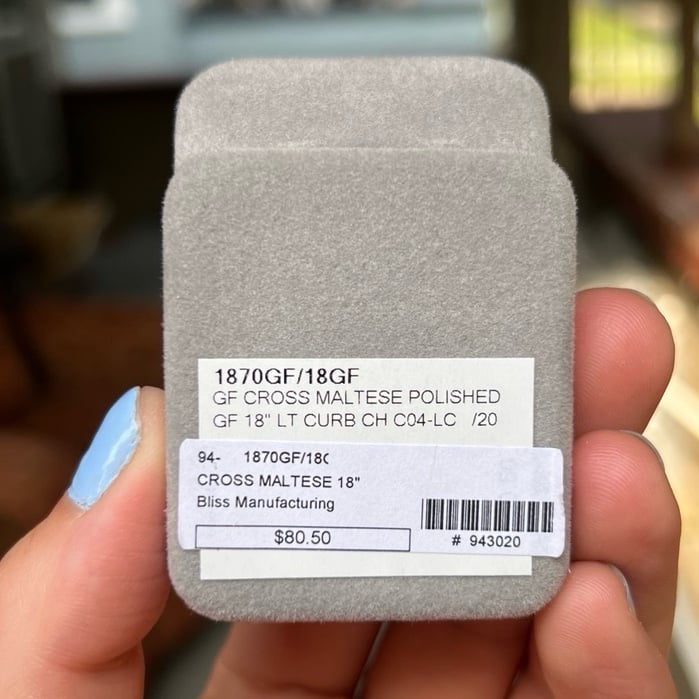 1870GF/18GF
GF CROSS MALTESE POLISHED
GF 18" LT CURB CH C04-LC /20
94- 1870GF/18
CROSS MALTESE 18"
Bliss Manufacturing
$80.50
# 943020